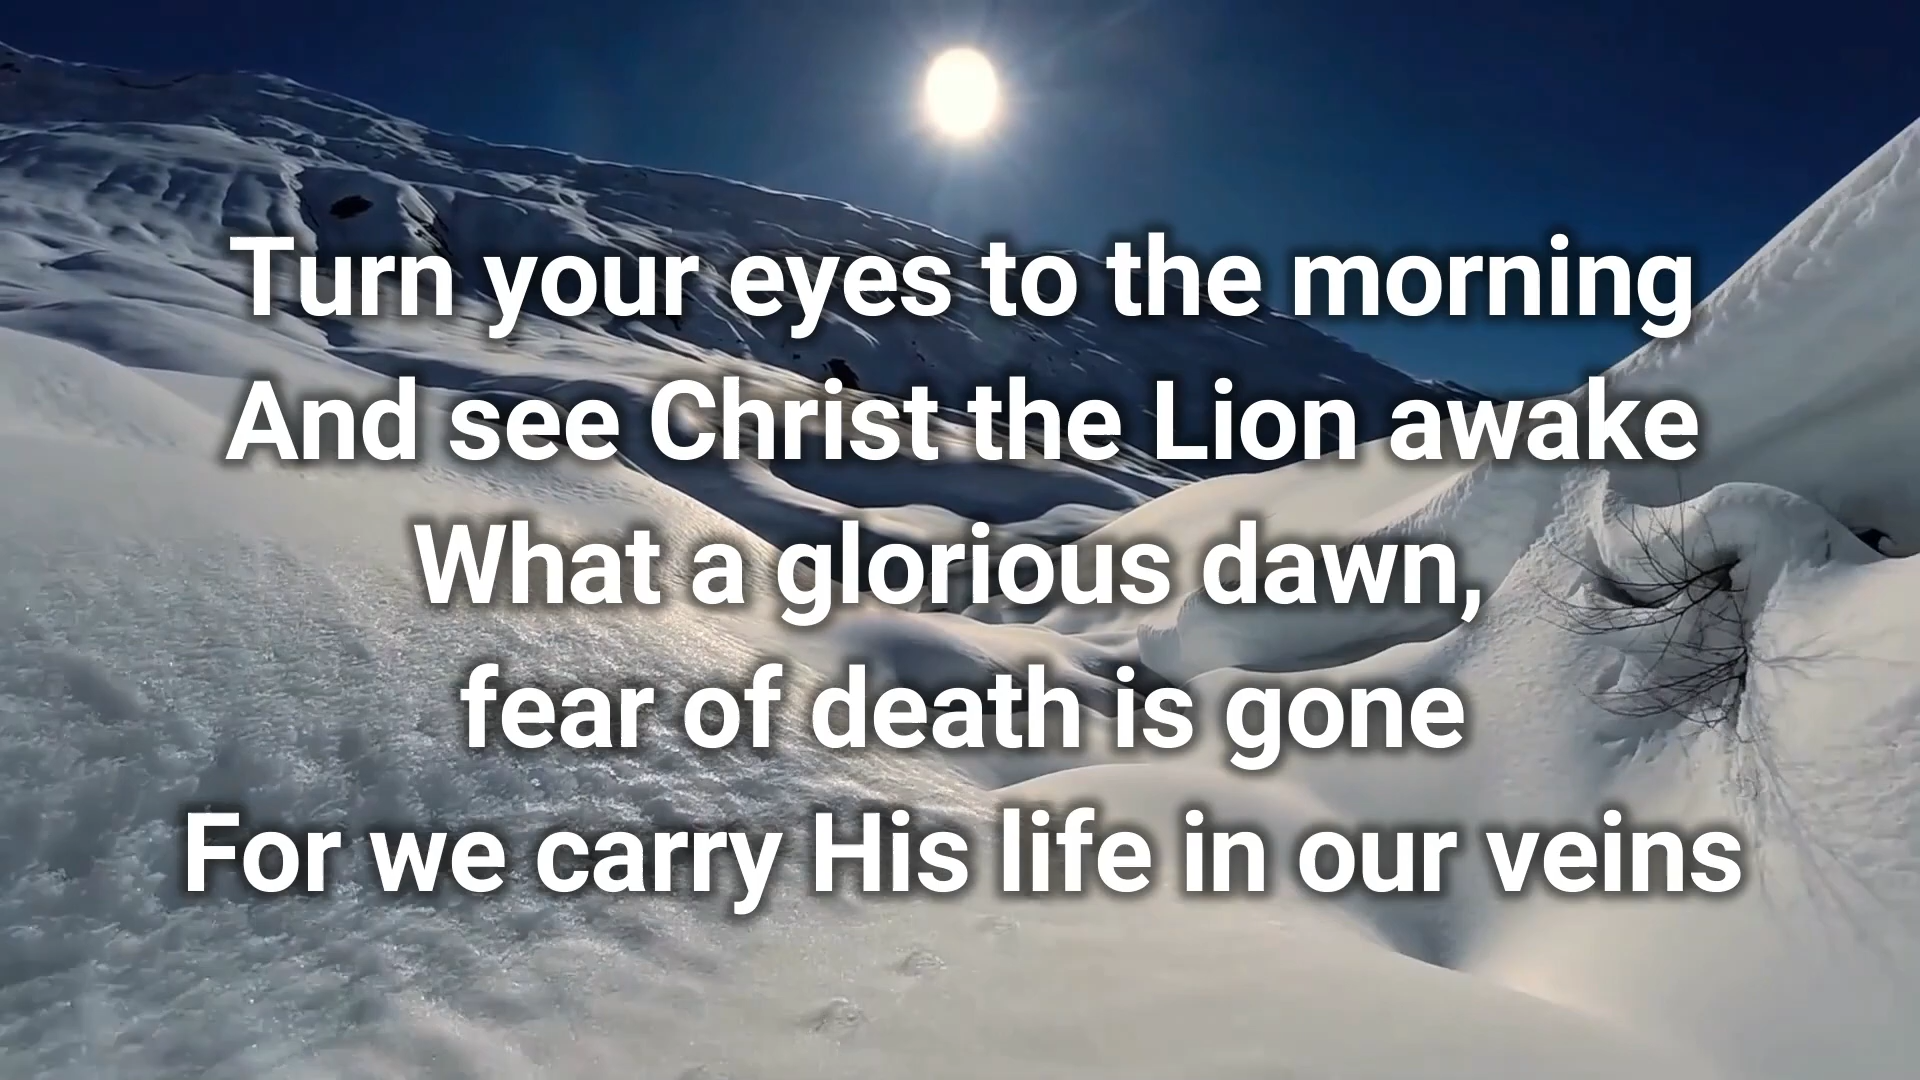 Turn your eyes to the morning
And see Christ the Lion awake
What a glorious dawn,
fear of death is gone
For we carry His life in our veins